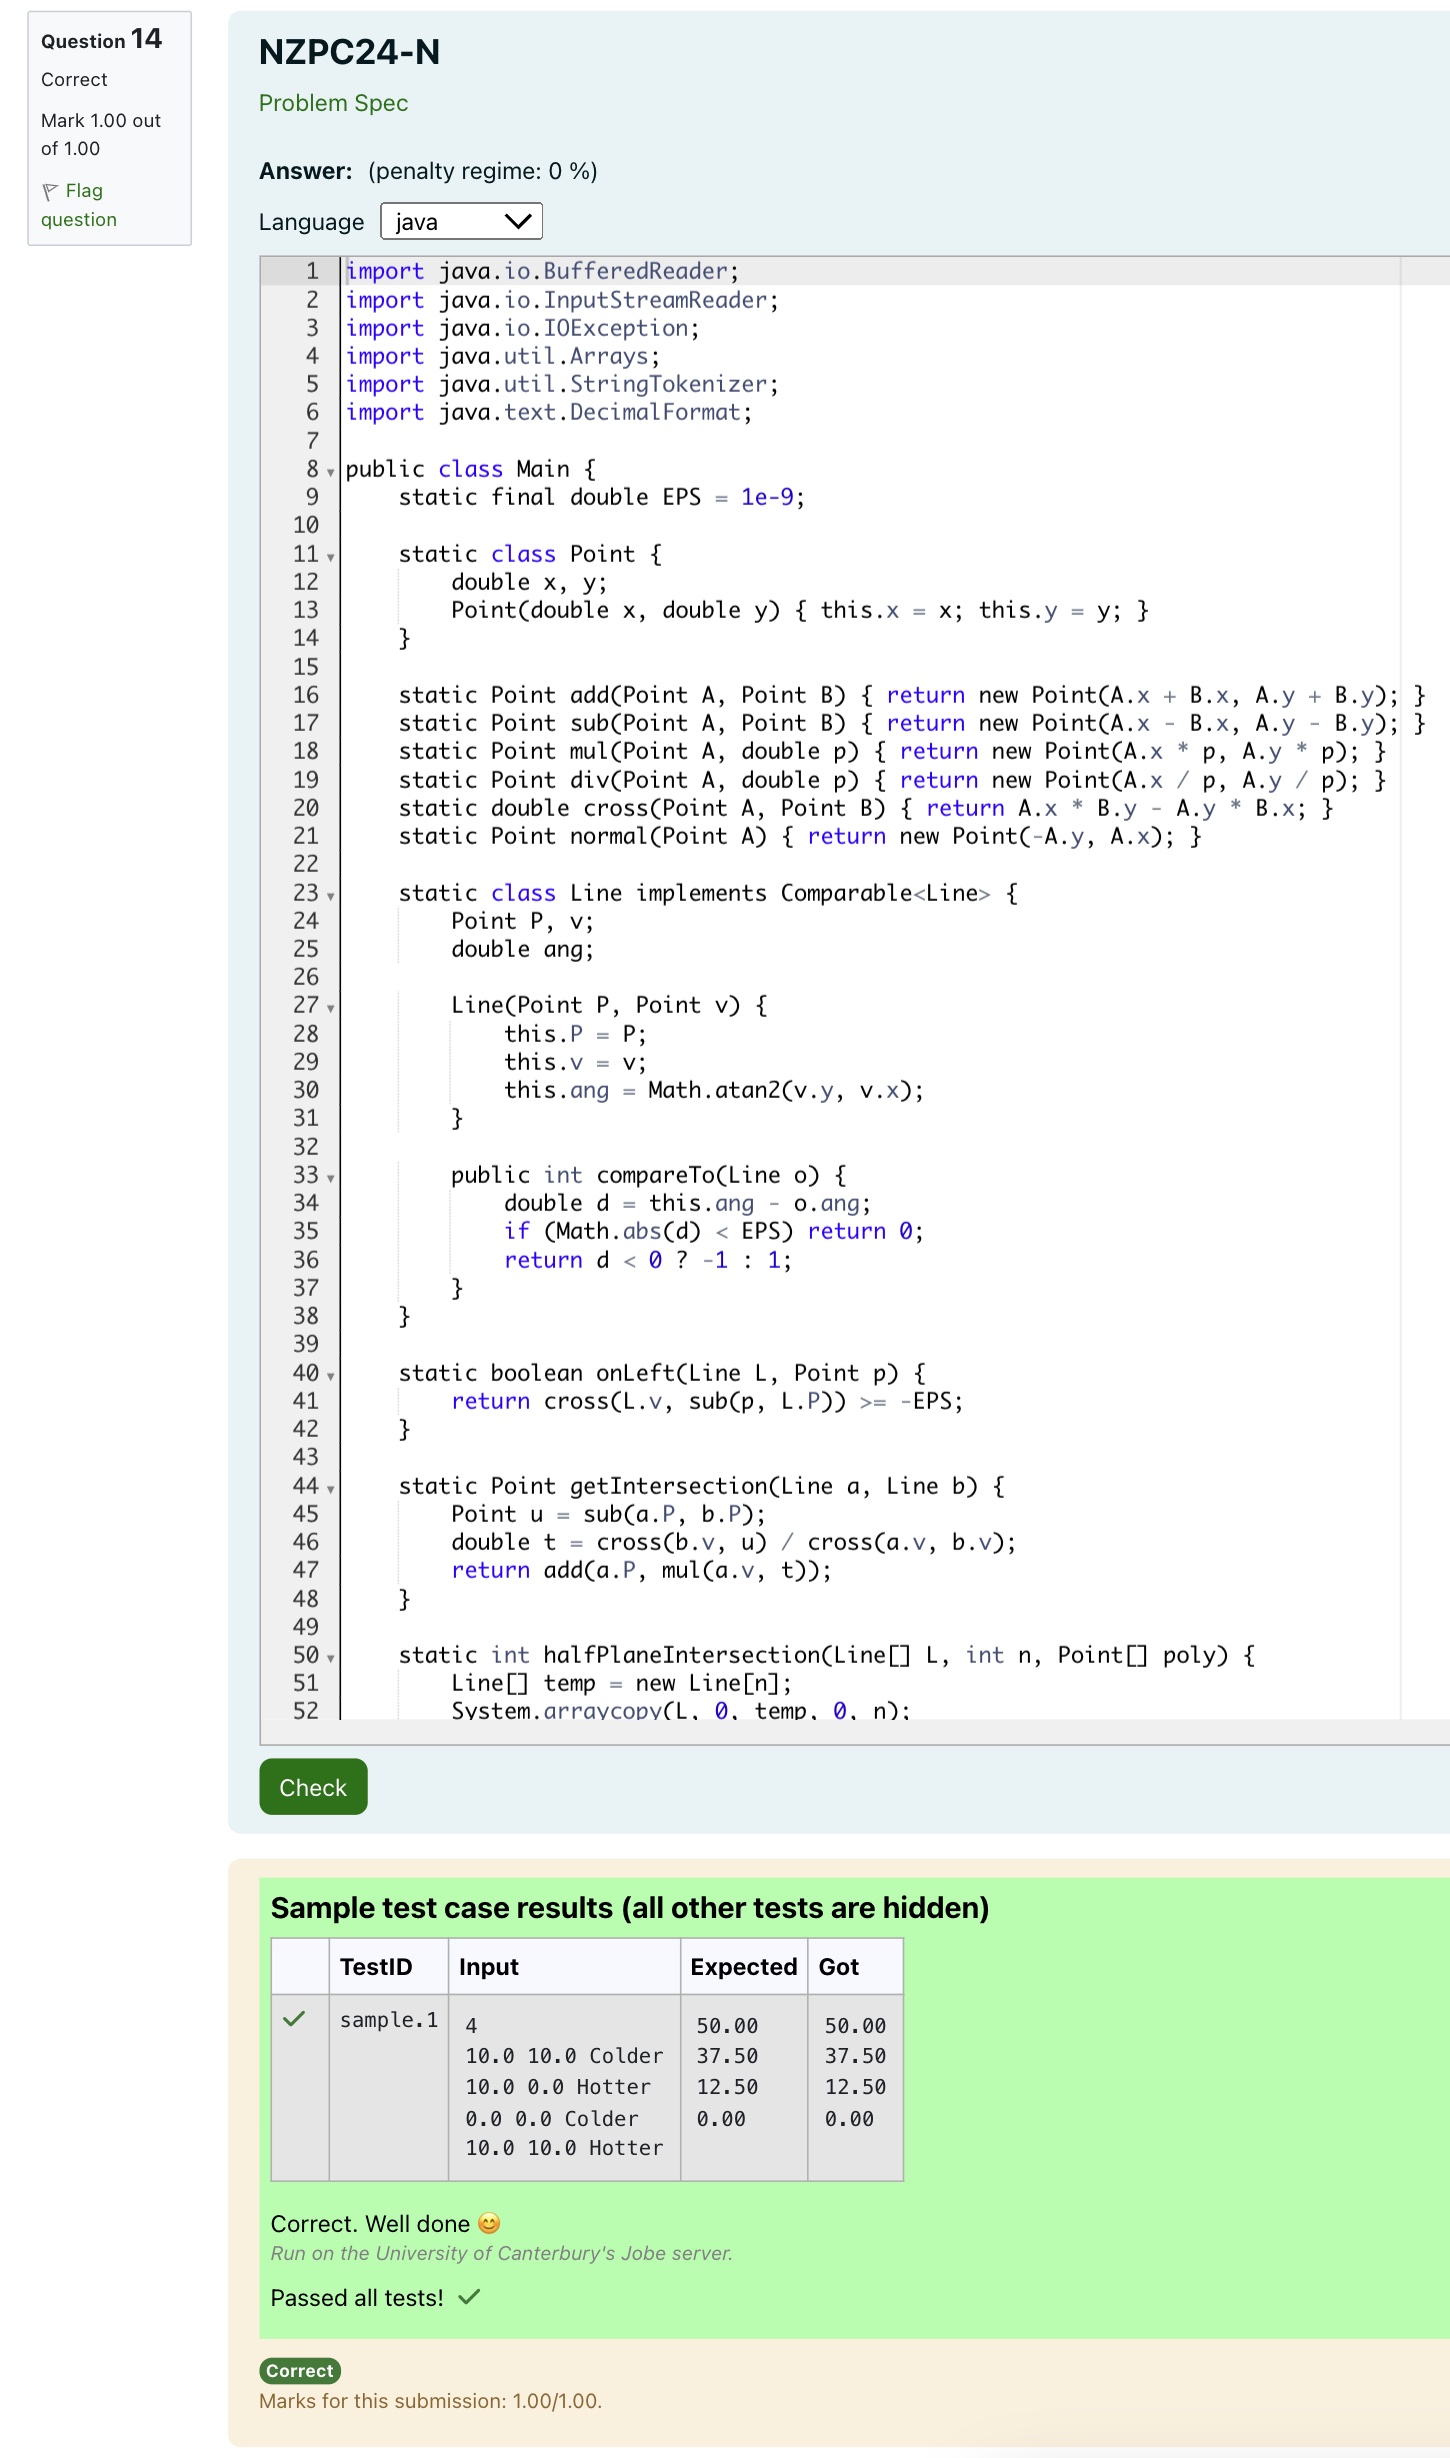 Question 14
Correct
Mark 1.00 out
of 1.00
Flag
question
NZPC24-N
Problem Spec
Answer: (penalty regime: 0 %)
Language java
1 import java.io.BufferedReader;
2 import java.io.InputStreamReader;
3 import java.io.IOException;
4 import java.util.Arrays;
5 import java.util.StringTokenizer;
6 import java.text.DecimalFormat;
7
8 public class Main {
9     static final double EPS = 1e-9;
10
11     static class Point {
12         double x, y;
13         Point(double x, double y) { this.x = x; this.y = y; }
14     }
15
16     static Point add(Point A, Point B) { return new Point(A.x + B.x, A.y + B.y); }
17     static Point sub(Point A, Point B) { return new Point(A.x - B.x, A.y - B.y); }
18     static Point mul(Point A, double p) { return new Point(A.x * p, A.y * p); }
19     static Point div(Point A, double p) { return new Point(A.x / p, A.y / p); }
20     static double cross(Point A, Point B) { return A.x * B.y - A.y * B.x; }
21     static Point normal(Point A) { return new Point(-A.y, A.x); }
22
23     static class Line implements Comparable<Line> {
24         Point P, v;
25         double ang;
26
27         Line(Point P, Point v) {
28             this.P = P;
29             this.v = v;
30             this.ang = Math.atan2(v.y, v.x);
31         }
32
33         public int compareTo(Line o) {
34             double d = this.ang - o.ang;
35             if (Math.abs(d) < EPS) return 0;
36             return d < 0 ? -1 : 1;
37         }
38     }
39
40     static boolean onLeft(Line L, Point p) {
41         return cross(L.v, sub(p, L.P)) >= -EPS;
42     }
43
44     static Point getIntersection(Line a, Line b) {
45         Point u = sub(a.P, b.P);
46         double t = cross(b.v, u) / cross(a.v, b.v);
47         return add(a.P, mul(a.v, t));
48     }
49
50     static int halfPlaneIntersection(Line[] L, int n, Point[] poly) {
51         Line[] temp = new Line[n];
52         System.arraycopy(L, 0, temp, 0, n);
Check
Sample test case results (all other tests are hidden)
TestID Input Expected Got
sample.1 4 50.00 50.00
10.0 10.0 Colder 37.50 37.50
10.0 0.0 Hotter 12.50 12.50
0.0 0.0 Colder 0.00 0.00
10.0 10.0 Hotter
Correct. Well done 😊
Run on the University of Canterbury's Jobe server.
Passed all tests! ✓
Correct
Marks for this submission: 1.00/1.00.